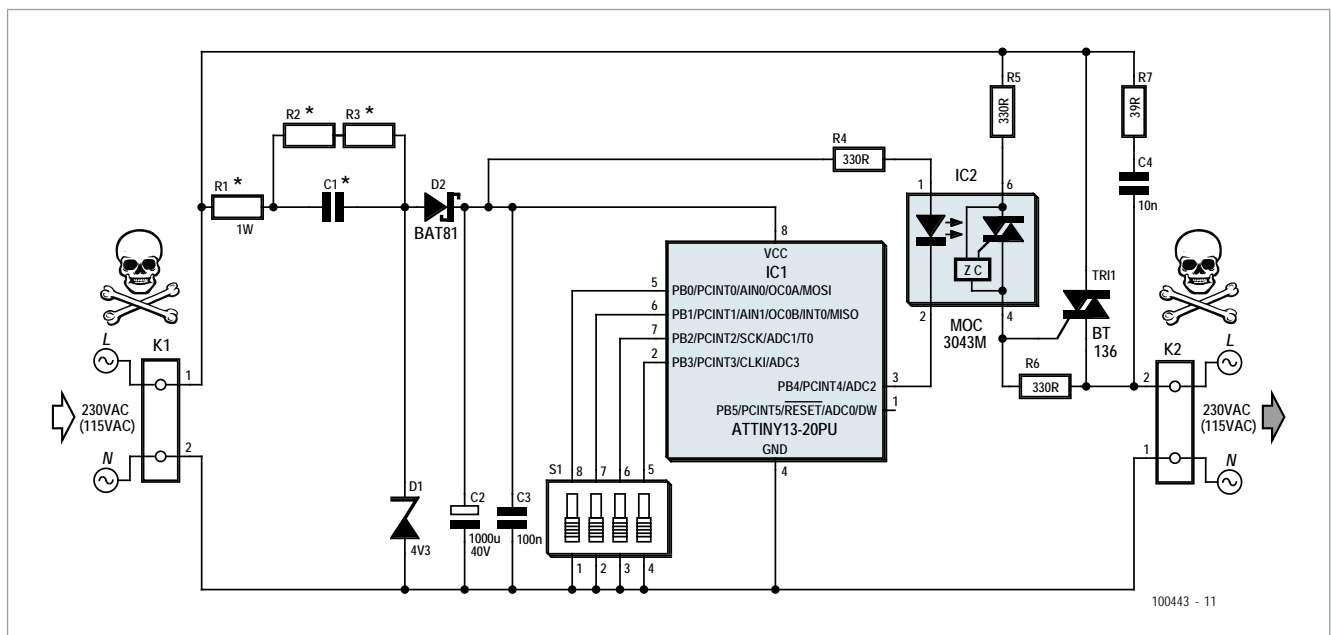 R2 *
R3 *
R1 *
1W
C1 *
D2
BAT81
R4
330R
R5
330R
R7
39R
C4
10n
IC2
1
6
Z C
2
4
MOC
3043M
TRI1
BT
136
R6
330R
8
VCC
IC1
5
PB0/PCINT0/AIN0/OC0A/MOSI
6
PB1/PCINT1/AIN1/OC0B/INT0/MISO
7
PB2/PCINT2/SCK/ADC1/T0
2
PB3/PCINT3/CLKI/ADC3
PB4/PCINT4/ADC2
3
PB5/PCINT5/RESET/ADC0/DW
1
ATTINY13-20PU
GND
4
L
K1
1
230VAC
(115VAC)
2
N
K2
L
2
230VAC
(115VAC)
1
N
D1
4V3
C2
1000u
40V
C3
100n
S1
8 7 6 5
1 2 3 4
100443 - 11